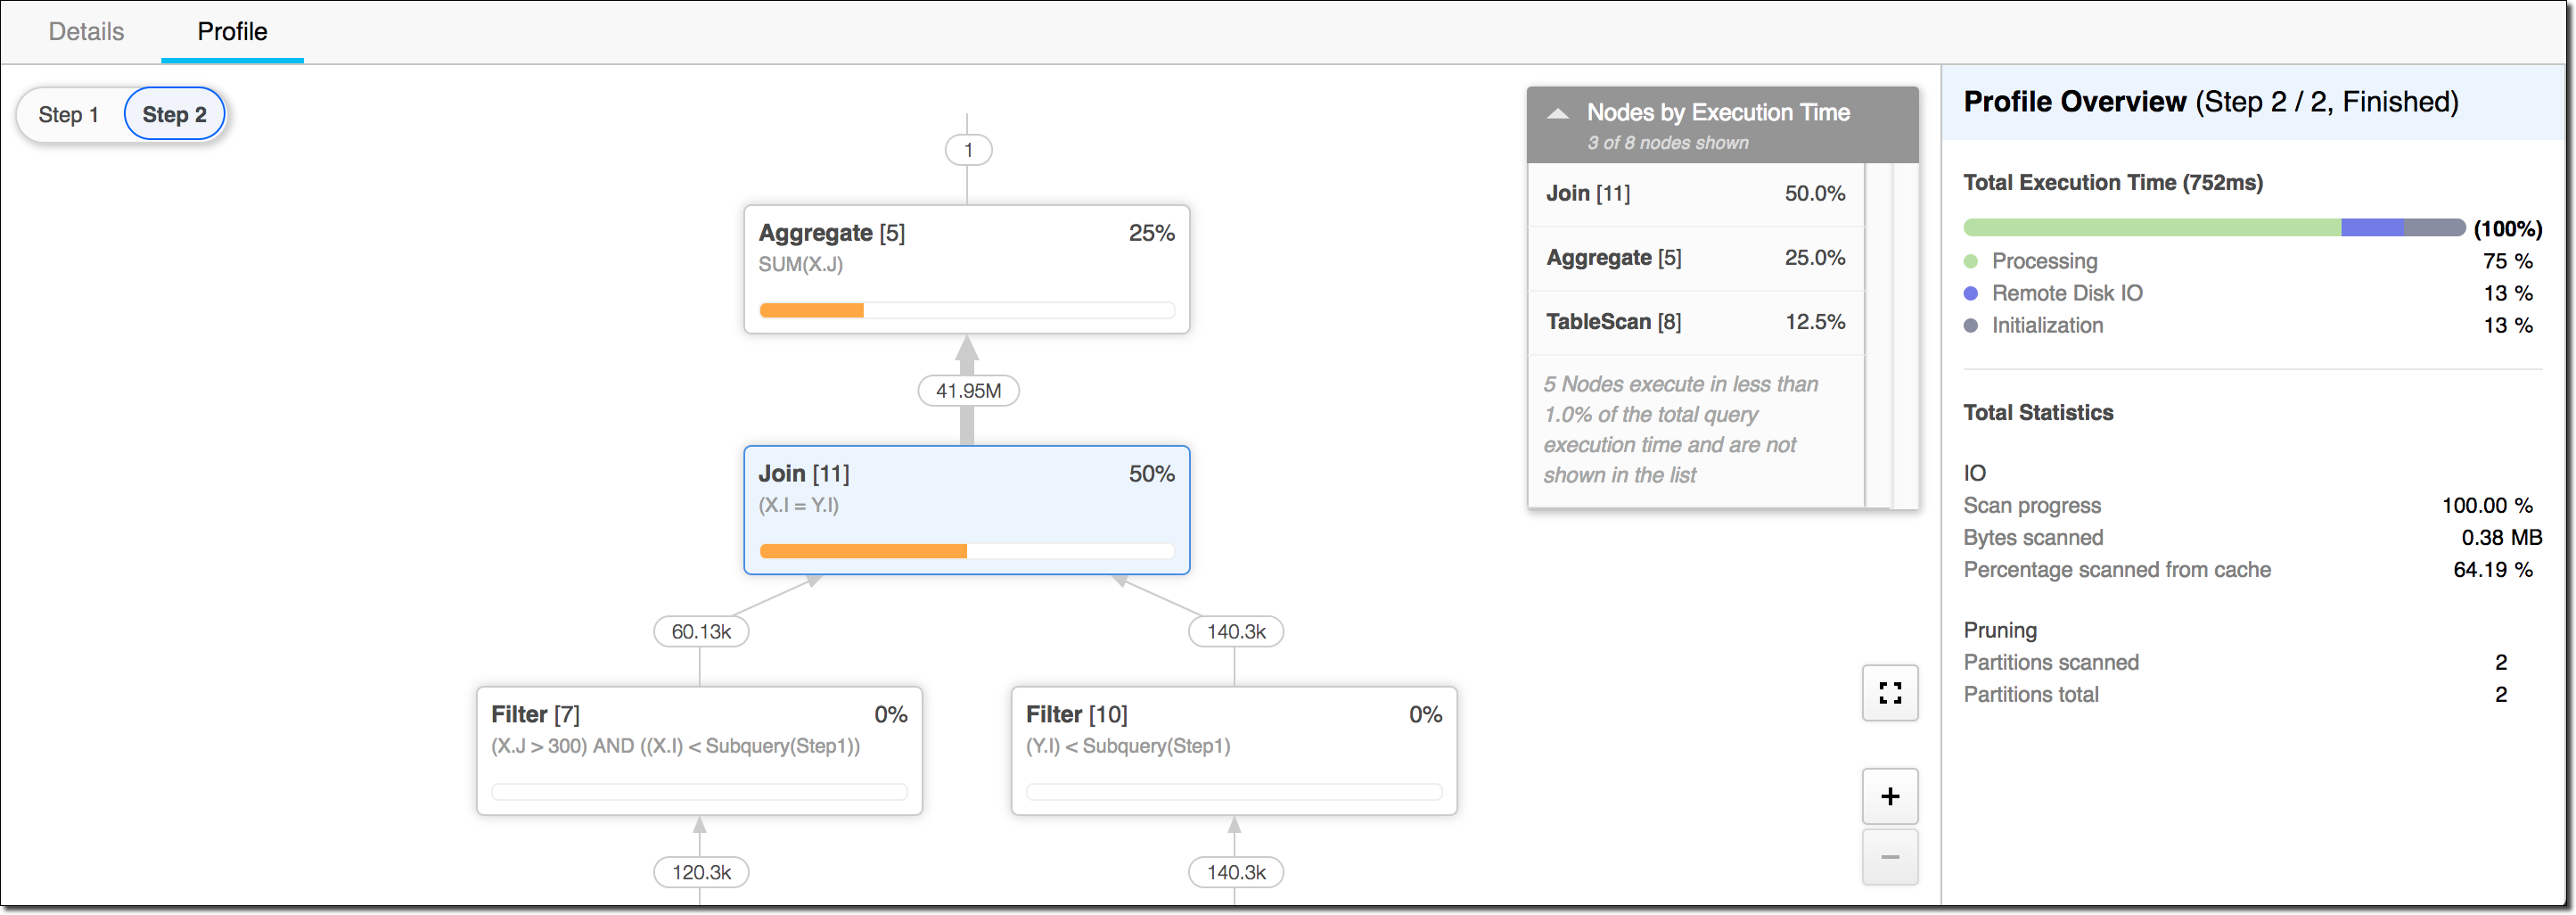 Details
Profile
Step 1
Step 2
1
Aggregate [5] 25%
SUM(X.J)
41.95M
Join [11] 50%
(X.I = Y.I)
60.13k
140.3k
Filter [7] 0%
(X.J > 300) AND ((X.I) < Subquery(Step1))
Filter [10] 0%
(Y.I) < Subquery(Step1)
120.3k
140.3k
Nodes by Execution Time
3 of 8 nodes shown
Join [11] 50.0%
Aggregate [5] 25.0%
TableScan [8] 12.5%
5 Nodes execute in less than
1.0% of the total query
execution time and are not
shown in the list
+
−
Profile Overview (Step 2 / 2, Finished)
Total Execution Time (752ms)
(100%)
Processing 75 %
Remote Disk IO 13 %
Initialization 13 %
Total Statistics
IO
Scan progress 100.00 %
Bytes scanned 0.38 MB
Percentage scanned from cache 64.19 %
Pruning
Partitions scanned 2
Partitions total 2